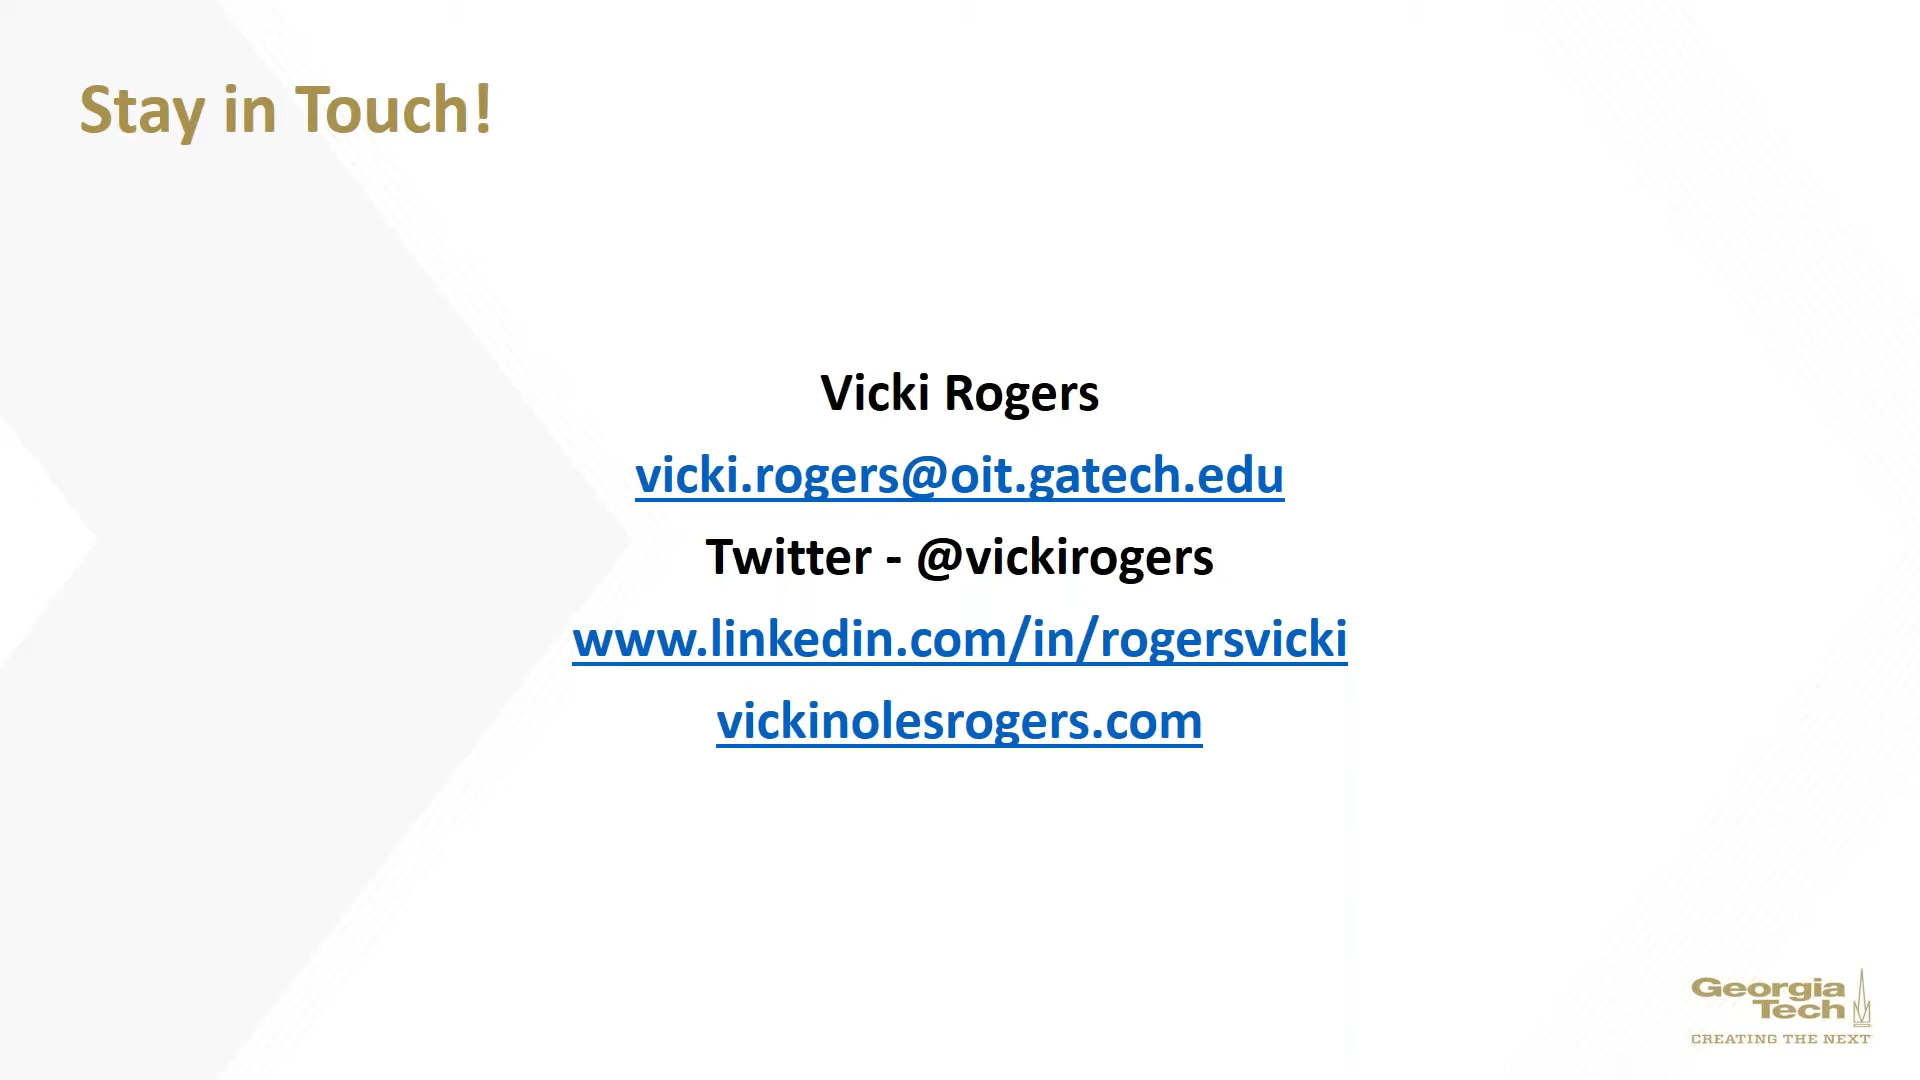 Stay in Touch!
Vicki Rogers
vicki.rogers@oit.gatech.edu
Twitter - @vickirogers
www.linkedin.com/in/rogersvicki
vickinolesrogers.com
Georgia
Tech
CREATING THE NEXT